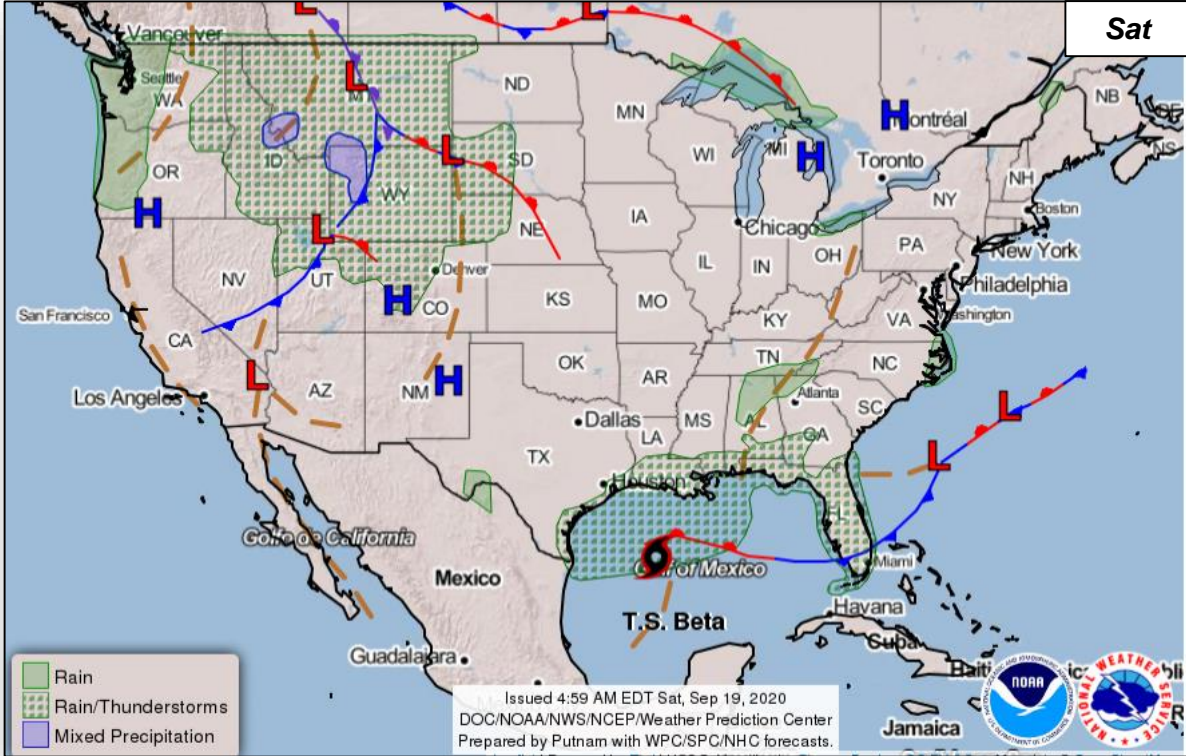 Sat
L
L
Vancouver
Seattle
WA
L
M
ND
MN
H
Montréal
NB
NS
OR
ID
WY
L
SD
WI
MI
H
Toronto
NY
NH
Boston
H
L
NE
IA
Chicago
New York
PA
OH
IL
IN
NV
UT
Denver
H
CO
KS
MO
KY
VA
Philadelphia
Washington
San Francisco
CA
L
AZ
NM
H
OK
AR
TN
NC
L
Los Angelos
Dallas
LA
MS
AL
Atlanta
GA
SC
L
TX
Houston
FL
Golfo de California
Gulf of Mexico
Miami
Mexico
T.S. Beta
Havana
Cuba
Guadalajara
Jamaica
Rain
Rain/Thunderstorms
Mixed Precipitation
Issued 4:59 AM EDT Sat, Sep 19, 2020
DOC/NOAA/NWS/NCEP/Weather Prediction Center
Prepared by Putnam with WPC/SPC/NHC forecasts.
NOAA
NATIONAL WEATHER SERVICE